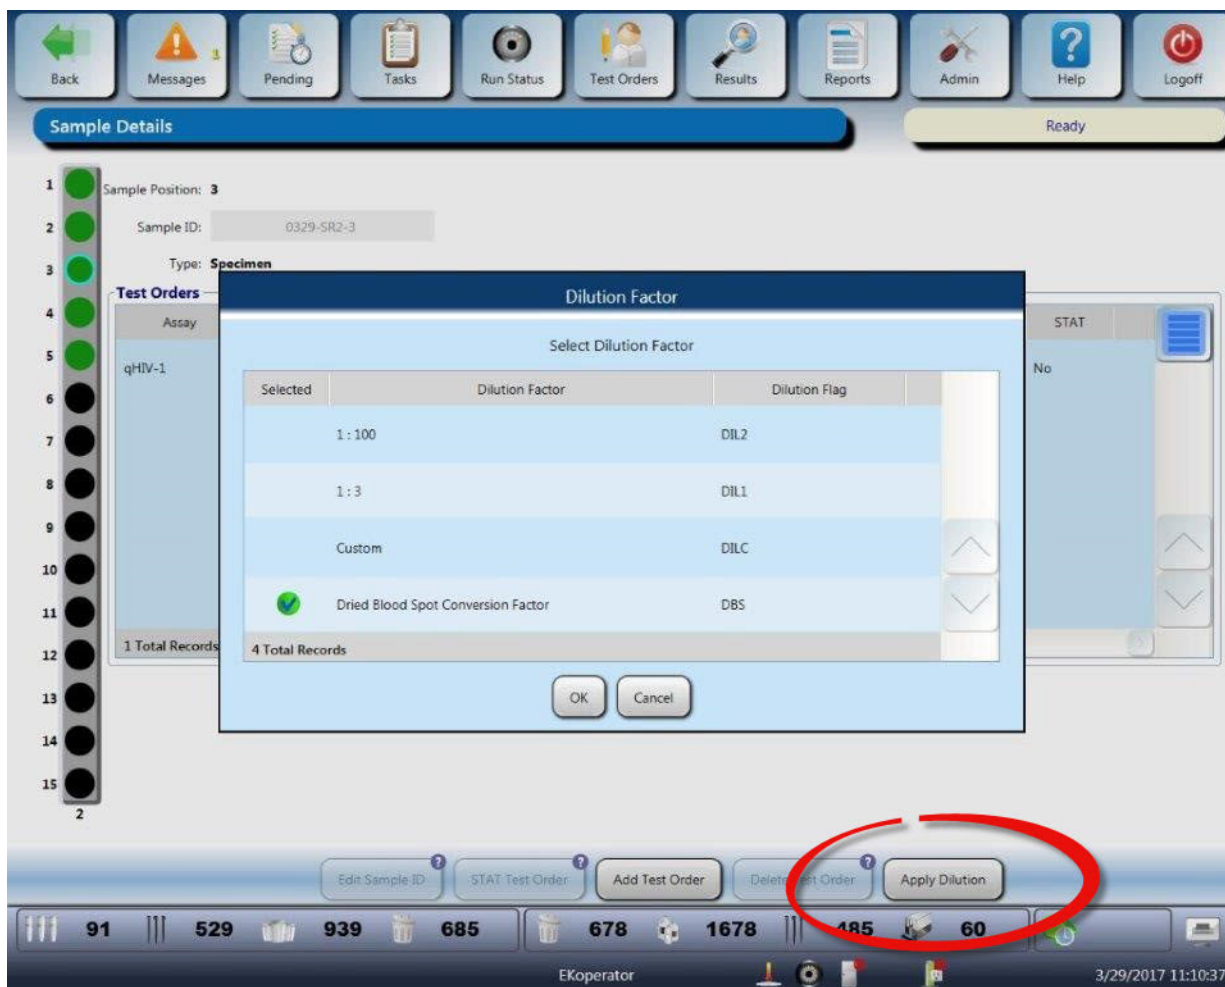 Back
Messages
1
Pending
Tasks
Run Status
Test Orders
Results
Reports
Admin
Help
Logoff
Sample Details
Ready
1
Sample Position: 3
2
Sample ID: 0329-SR2-3
3
Type: Specimen
Test Orders
4
Assay
STAT
5
qHIV-1
No
6
7
8
9
10
11
12
13
14
15
2
1 Total Records
Dilution Factor
Select Dilution Factor
Selected Dilution Factor Dilution Flag
1 : 100 DIL2
1 : 3 DIL1
Custom DILC
Dried Blood Spot Conversion Factor DBS
4 Total Records
OK Cancel
Edit Sample ID ? STAT Test Order ? Add Test Order Delete Test Order ? Apply Dilution
91 529 939 685 678 1678 485 60
EKoperator 3/29/2017 11:10:37